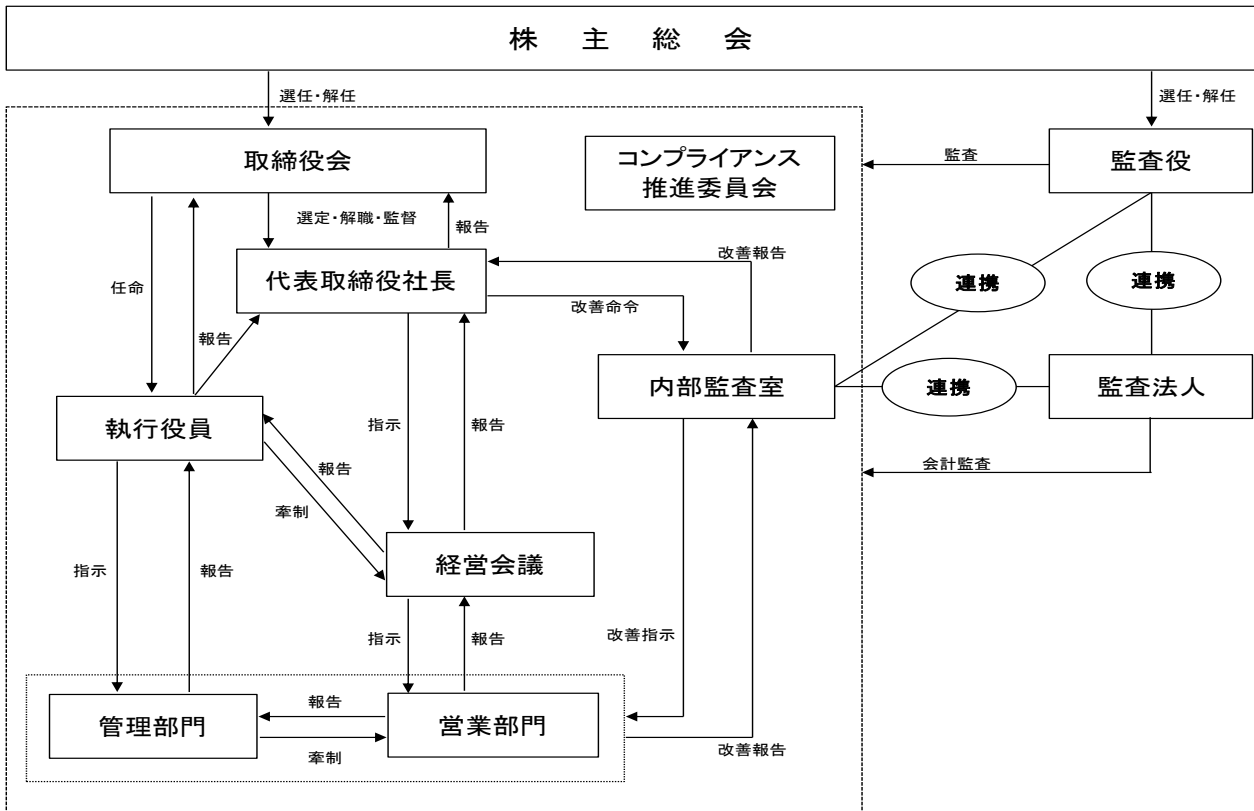 株 主 総 会
選任・解任
選任・解任
取締役会
コンプライアンス
推進委員会
監査
監査役
選定・解職・監督
報告
改善報告
代表取締役社長
任命
改善命令
連携
連携
報告
内部監査室
連携
監査法人
執行役員
指示
報告
報告
会計監査
牽制
経営会議
指示
報告
指示
報告
改善指示
管理部門
報告
営業部門
牽制
改善報告